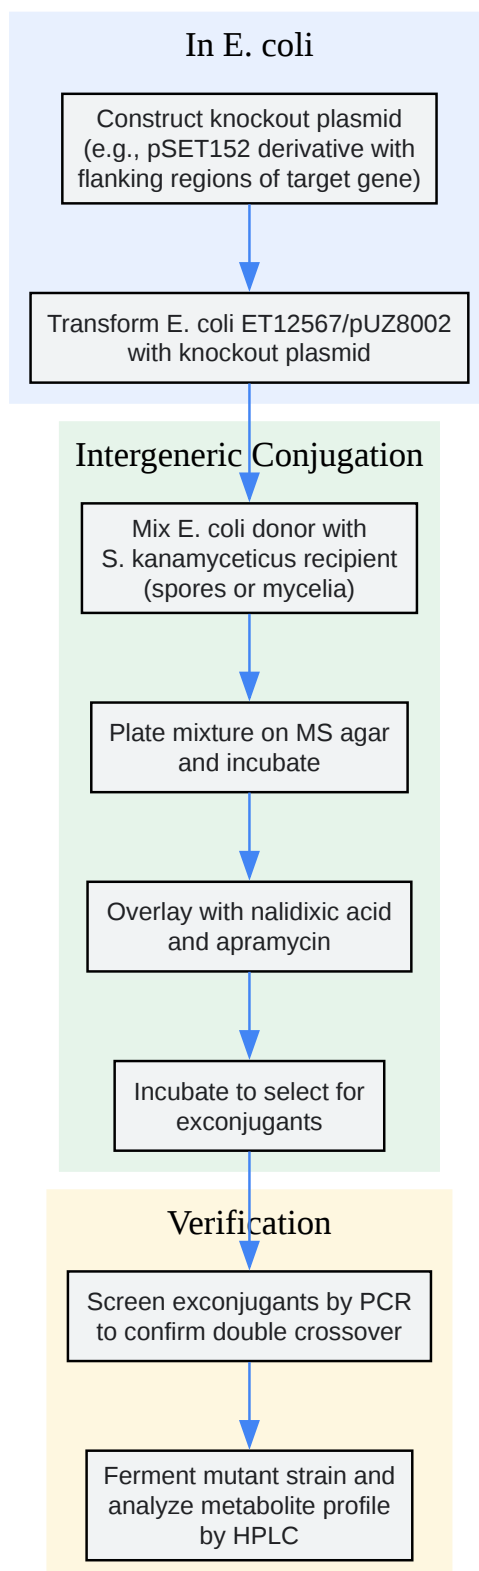 In E. coli
Construct knockout plasmid
(e.g., pSET152 derivative with
flanking regions of target gene)
Transform E. coli ET12567/pUZ8002
with knockout plasmid
Intergeneric Conjugation
Mix E. coli donor with
S. kanamyceticus recipient
(spores or mycelia)
Plate mixture on MS agar
and incubate
Overlay with nalidixic acid
and apramycin
Incubate to select for
exconjugants
Verification
Screen exconjugants by PCR
to confirm double crossover
Ferment mutant strain and
analyze metabolite profile
by HPLC